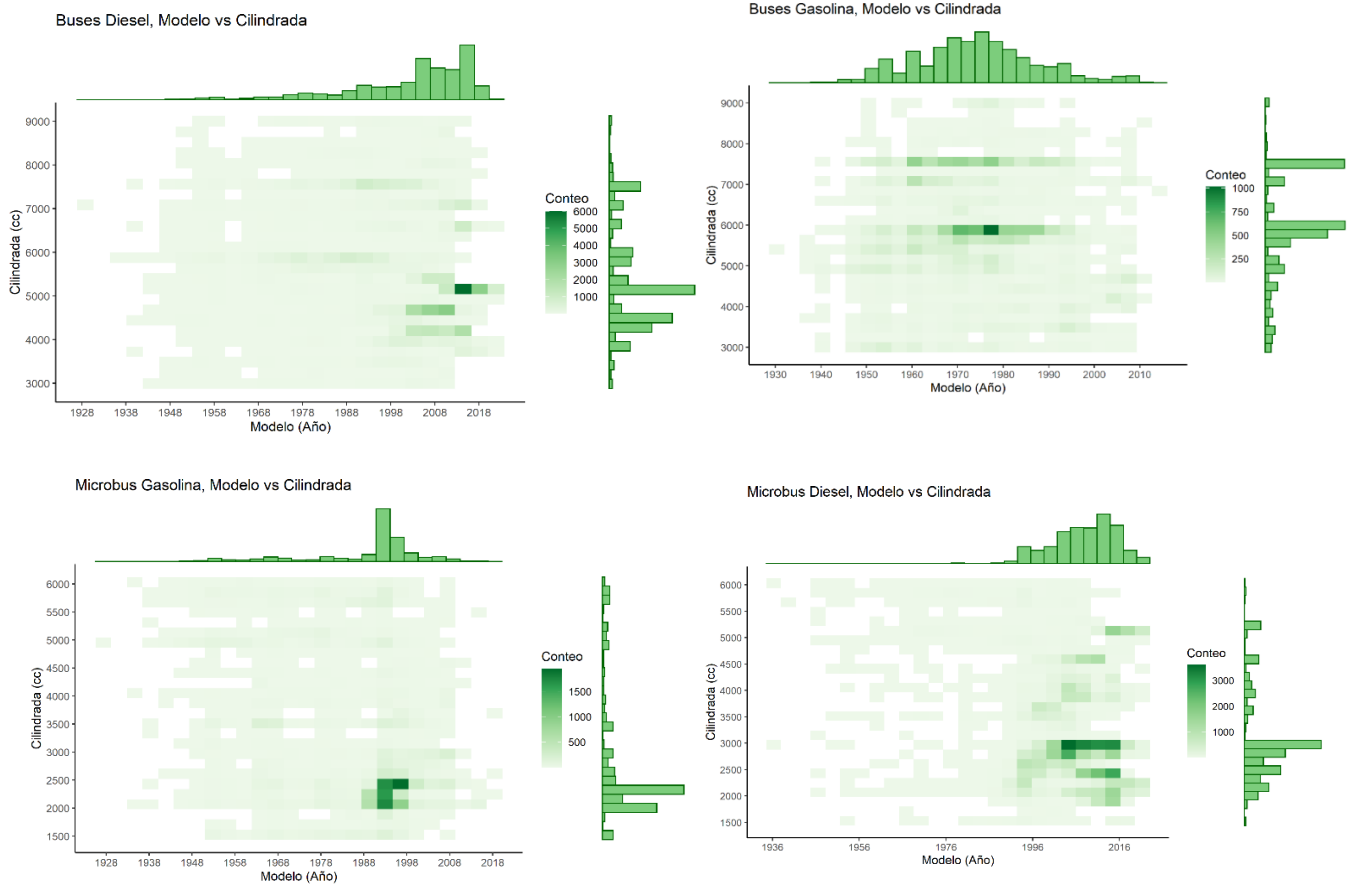 Buses Diesel, Modelo vs Cilindrada
9000
8000
7000
6000
5000
4000
3000
Cilindrada (cc)
1928 1938 1948 1958 1968 1978 1988 1998 2008 2018
Modelo (Año)
Conteo
6000
5000
4000
3000
2000
1000
Buses Gasolina, Modelo vs Cilindrada
9000
8000
7000
6000
5000
4000
3000
Cilindrada (cc)
1930 1940 1950 1960 1970 1980 1990 2000 2010
Modelo (Año)
Conteo
1000
750
500
250
Microbus Gasolina, Modelo vs Cilindrada
6000
5500
5000
4500
4000
3500
3000
2500
2000
1500
Cilindrada (cc)
1928 1938 1948 1958 1968 1978 1988 1998 2008 2018
Modelo (Año)
Conteo
1500
1000
500
Microbus Diesel, Modelo vs Cilindrada
6000
5500
5000
4500
4000
3500
3000
2500
2000
1500
Cilindrada (cc)
1936 1956 1976 1996 2016
Modelo (Año)
Conteo
3000
2000
1000